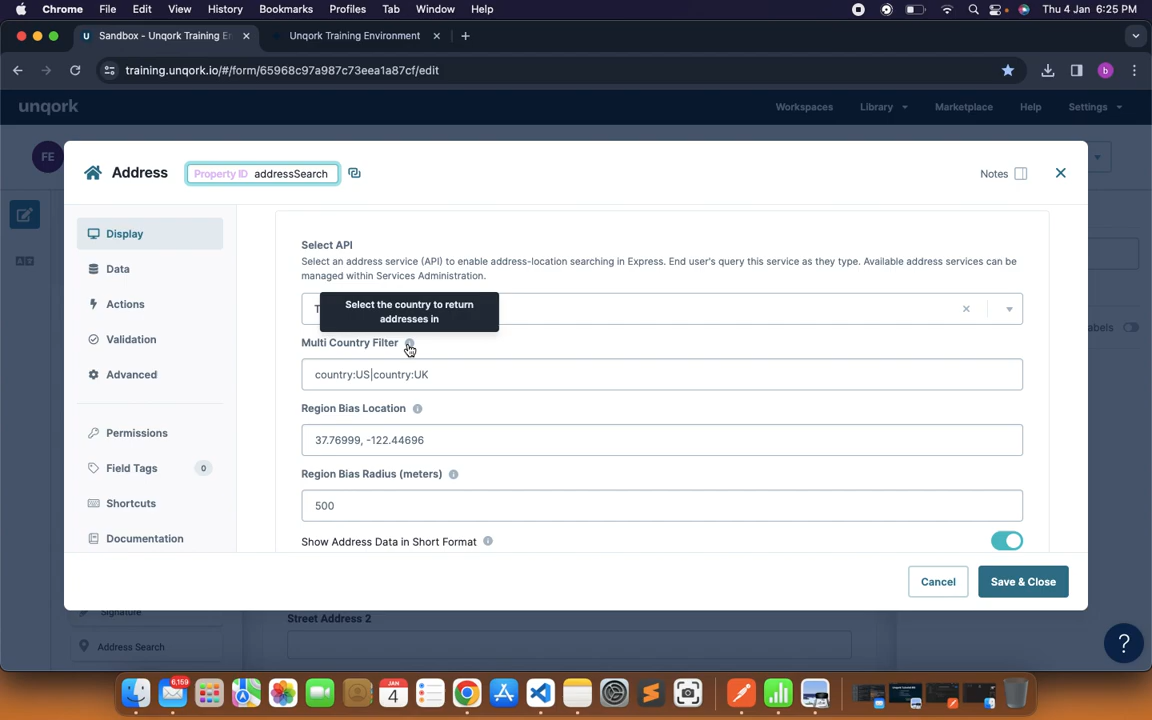 Chrome File Edit View History Bookmarks Profiles Tab Window Help Thu 4 Jan 6:25 PM
Sandbox - Unqork Training E
Unqork Training Environment
training.unqork.io/#/form/65968c97a987c73eea1a87cf/edit
b
unqork Workspaces Library Marketplace Help Settings
FE
Address Property ID addressSearch Notes
Display
Data
Actions
Validation
Advanced
Permissions
Field Tags 0
Shortcuts
Documentation
Select API
Select an address service (API) to enable address-location searching in Express. End user's query this service as they type. Available address services can be
managed within Services Administration.
Select the country to return
addresses in
Multi Country Filter
country:US|country:UK
Region Bias Location
37.76999, -122.44696
Region Bias Radius (meters)
500
Show Address Data in Short Format
Cancel Save & Close
abels
Signature
Address Search
Street Address 2
?
6,159
JAN
4